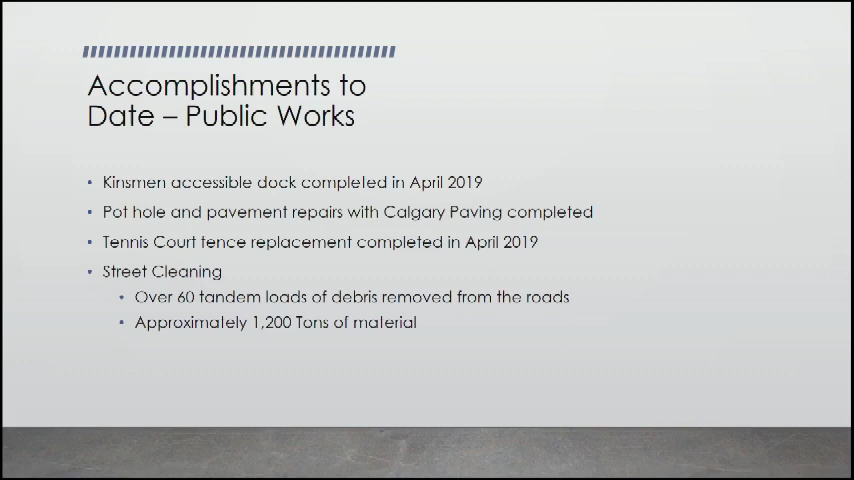 Accomplishments to
Date – Public Works
• Kinsmen accessible dock completed in April 2019
• Pot hole and pavement repairs with Calgary Paving completed
• Tennis Court fence replacement completed in April 2019
• Street Cleaning
• Over 60 tandem loads of debris removed from the roads
• Approximately 1,200 Tons of material